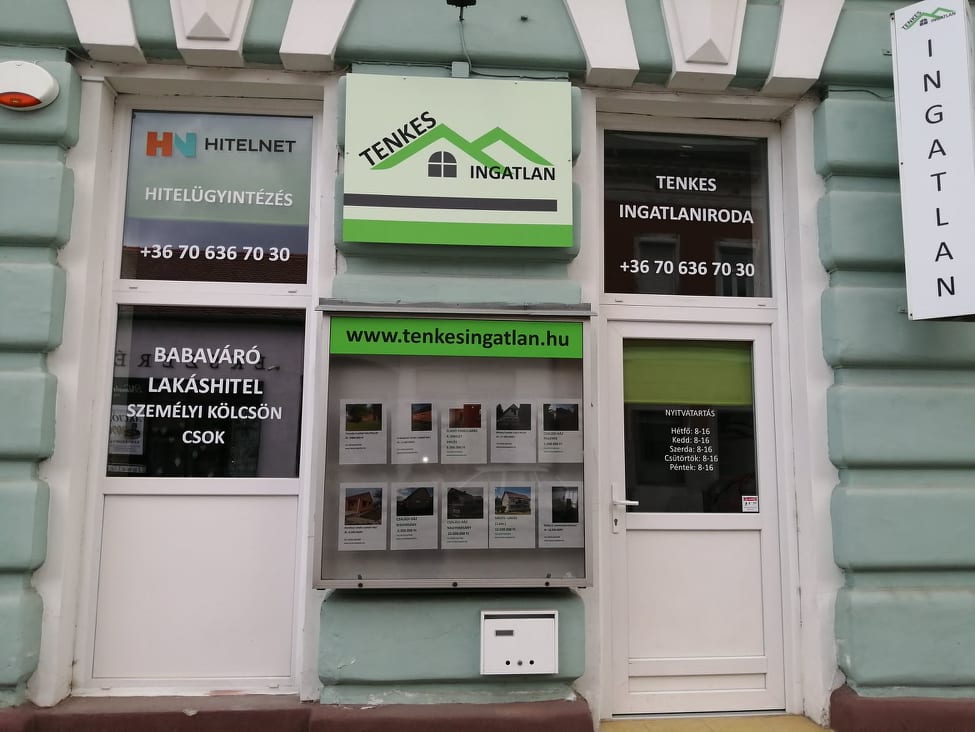 HN HITELNET
HITELÜGYINTÉZÉS
+36 70 636 70 30
BABAVÁRÓ
LAKÁSHITEL
SZEMÉLYI KÖLCSÖN
CSOK
TENKES
INGATLAN
www.tenkesingatlan.hu
TENKES
INGATLANIRODA
+36 70 636 70 30
NYITVATARTÁS
Hétfő: 8-16
Kedd: 8-16
Szerda: 8-16
Csütörtök: 8-16
Péntek: 8-16
TENKES
INGATLAN
INGATLAN